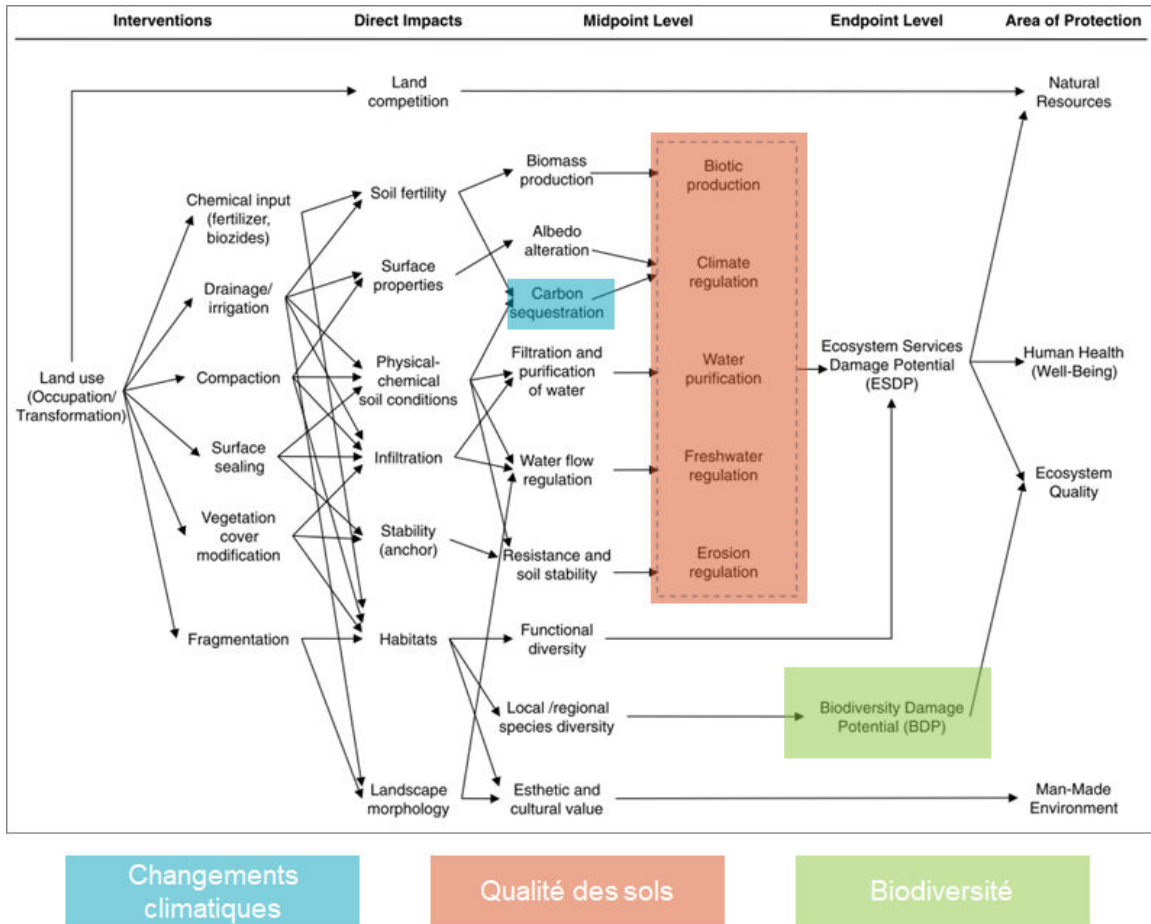 Interventions
Direct Impacts
Midpoint Level
Endpoint Level
Area of Protection
Land
competition
Natural
Resources
Biomass
production
Biotic
production
Soil fertility
Chemical input
(fertilizer,
biozides)
Albedo
alteration
Climate
regulation
Surface
properties
Drainage/
irrigation
Carbon
sequestration
Land use
(Occupation/
Transformation)
Compaction
Physical-
chemical
soil conditions
Filtration and
purification
of water
Water
purification
Ecosystem Services
Damage Potential
(ESDP)
Human Health
(Well-Being)
Surface
sealing
Infiltration
Water flow
regulation
Freshwater
regulation
Ecosystem
Quality
Vegetation
cover
modification
Stability
(anchor)
Resistance and
soil stability
Erosion
regulation
Fragmentation
Habitats
Functional
diversity
Local /regional
species diversity
Biodiversity Damage
Potential (BDP)
Landscape
morphology
Esthetic and
cultural value
Man-Made
Environment
Changements
climatiques
Qualité des sols
Biodiversité